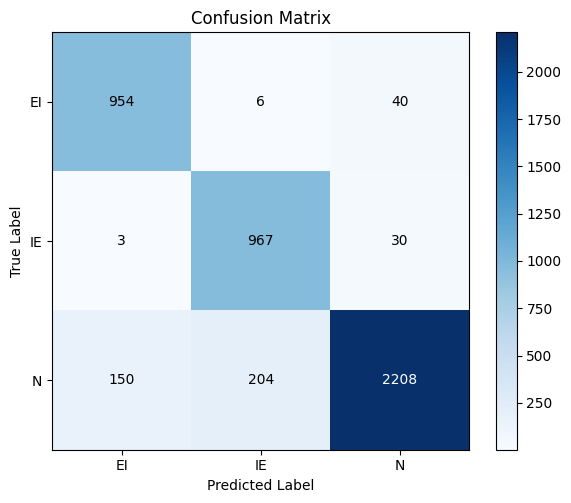 Confusion Matrix
EI 954 6 40
IE 3 967 30
N 150 204 2208
EI IE N
Predicted Label
True Label
2000
1750
1500
1250
1000
750
500
250